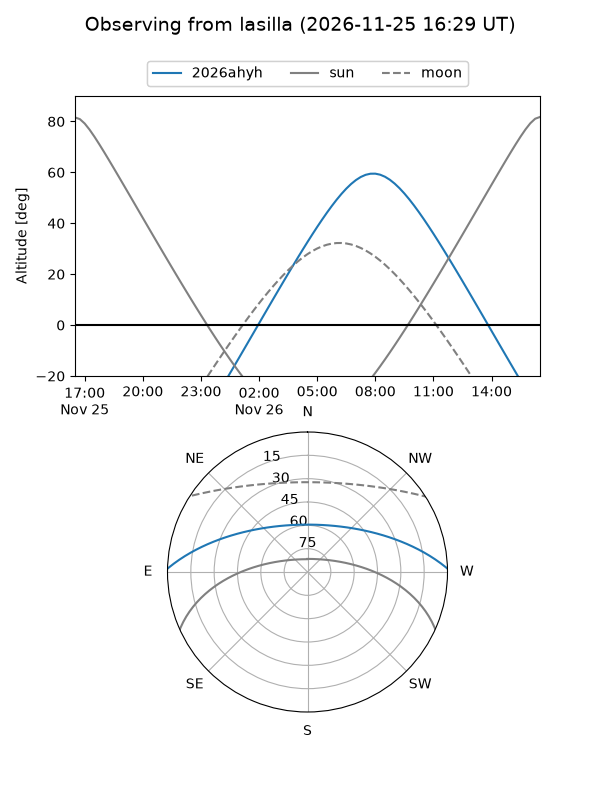 Observing from lasilla (2026-11-25 16:29 UT)
2026ahyh sun moon
Altitude [deg]
80
60
40
20
0
−20
17:00 20:00 23:00 02:00 05:00 08:00 11:00 14:00
Nov 25 Nov 26
N
NE NW
15
30
45
60
75
E W
SE SW
S